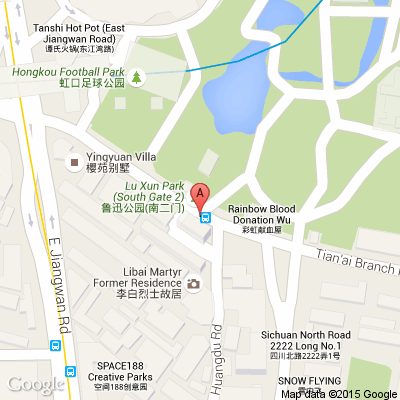 Tanshi Hot Pot (East
Jiangwan Road)
谭氏火锅(东江湾路)
Hongkou Football Park
虹口足球公园
Yingyuan Villa
樱苑别墅
Lu Xun Park
(South Gate 2)
鲁迅公园(南二门)
A
Rainbow Blood
Donation Wu
彩虹献血屋
Tian'ai Branch
E Jiangwan Rd
Libai Martyr
Former Residence
李白烈士故居
Huangdu Rd
Sichuan North Road
2222 Long No.1
四川北路2222弄1号
SPACE188
Creative Parks
空间188创意园
SNOW FLYING
Google
Map data ©2015 Google